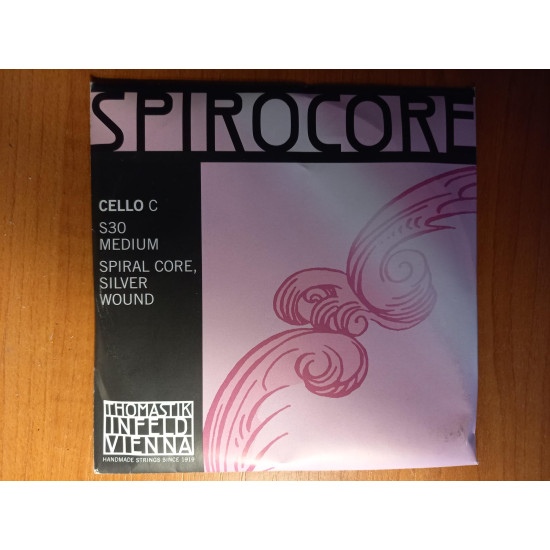 SPIROCORE
CELLO C
S30
MEDIUM
SPIRAL CORE,
SILVER
WOUND
THOMASTIK
INFELD
VIENNA
HANDMADE STRINGS SINCE 1919